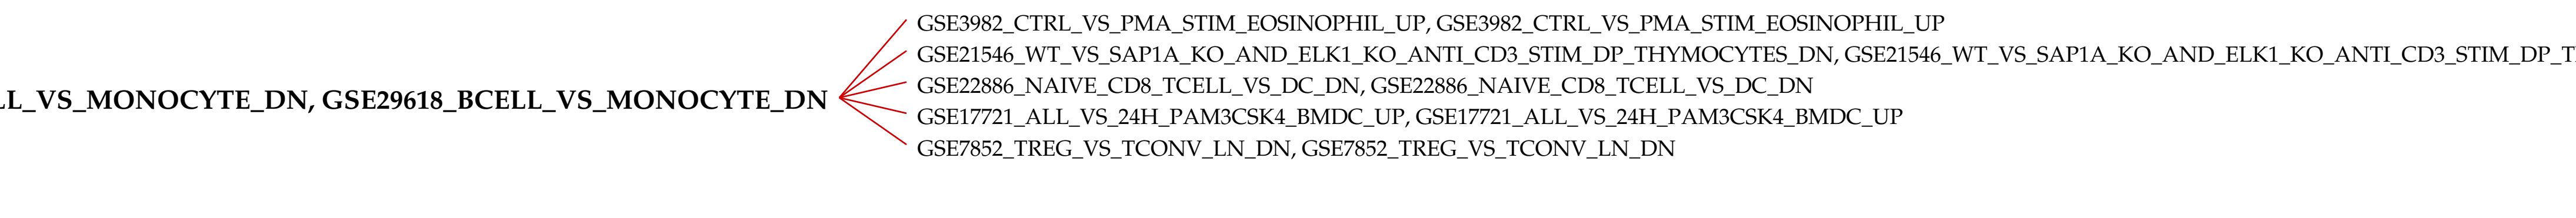 GSE3982_CTRL_VS_PMA_STIM_EOSINOPHIL_UP, GSE3982_CTRL_VS_PMA_STIM_EOSINOPHIL_UP
GSE21546_WT_VS_SAP1A_KO_AND_ELK1_KO_ANTI_CD3_STIM_DP_THYMOCYTES_DN, GSE21546_WT_VS_SAP1A_KO_AND_ELK1_KO_ANTI_CD3_STIM_DP_T
GSE22886_NAIVE_CD8_TCELL_VS_DC_DN, GSE22886_NAIVE_CD8_TCELL_VS_DC_DN
LL_VS_MONOCYTE_DN, GSE29618_BCELL_VS_MONOCYTE_DN
GSE17721_ALL_VS_24H_PAM3CSK4_BMDC_UP, GSE17721_ALL_VS_24H_PAM3CSK4_BMDC_UP
GSE7852_TREG_VS_TCONV_LN_DN, GSE7852_TREG_VS_TCONV_LN_DN